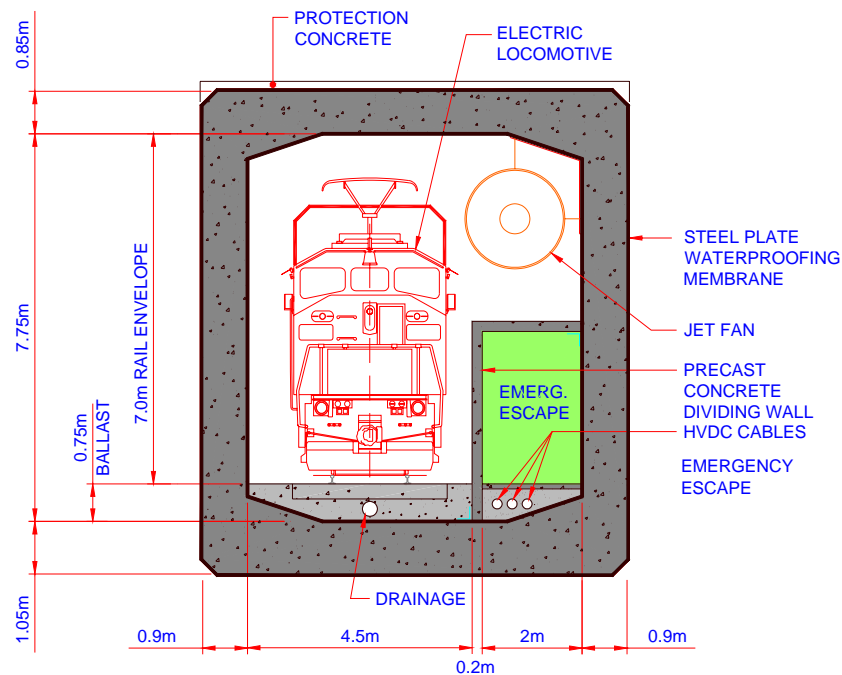 PROTECTION
CONCRETE
ELECTRIC
LOCOMOTIVE
0.85m
7.75m
7.0m RAIL ENVELOPE
0.75m
BALLAST
1.05m
STEEL PLATE
WATERPROOFING
MEMBRANE
JET FAN
PRECAST
CONCRETE
DIVIDING WALL
HVDC CABLES
EMERG.
ESCAPE
EMERGENCY
ESCAPE
DRAINAGE
0.9m
4.5m
0.2m
2m
0.9m